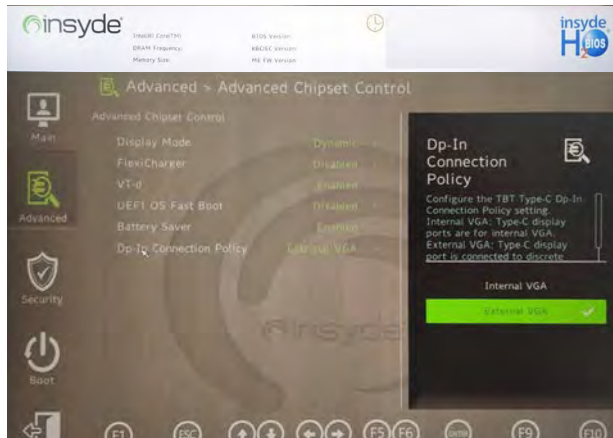 insyde
Intel(R) Core(TM)
BIOS Version:
DRAM Frequency:
KBC/EC Version:
Memory Size:
ME FW Version:
insyde
H2O BIOS
Advanced > Advanced Chipset Control
Advanced Chipset Control
Display Mode Dynamic
FlexiCharger Disabled
VT-d Enabled
UEFI OS Fast Boot Disabled
Battery Saver Enabled
Dp-In Connection Policy External VGA
Main
Advanced
Security
Boot
Dp-In
Connection
Policy
Configure the TBT Type-C Dp-In
Connection Policy setting.
Internal VGA: Type-C display
ports are for internal VGA.
External VGA: Type-C display
port is connected to discrete
Internal VGA
External VGA
insyde
F1 ESC F5 F6 ENTER F9 F10